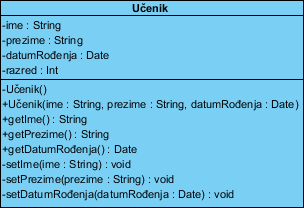 Učenik
-ime : String
-prezime : String
-datumRođenja : Date
-razred : Int
-Učenik()
+Učenik(ime : String, prezime : String, datumRođenja : Date)
+getIme() : String
+getPrezime() : String
+getDatumRođenja() : Date
-setIme(ime : String) : void
-setPrezime(prezime : String) : void
-setDatumRođenja(datumRođenja : Date) : void